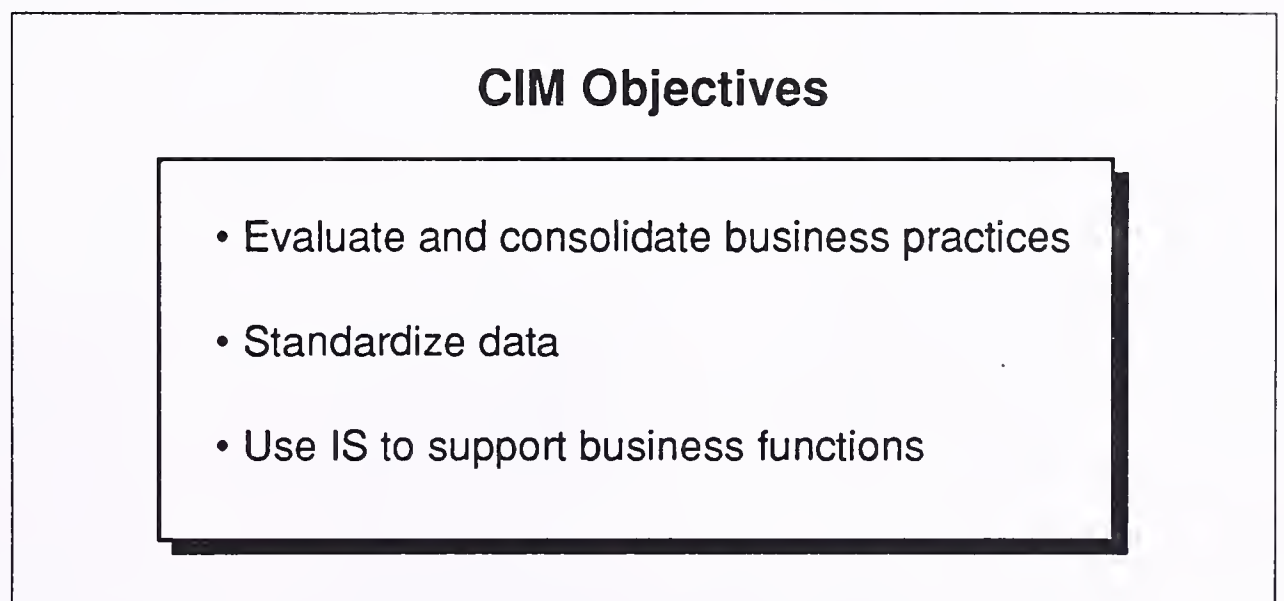 CIM Objectives
• Evaluate and consolidate business practices
• Standardize data
• Use IS to support business functions